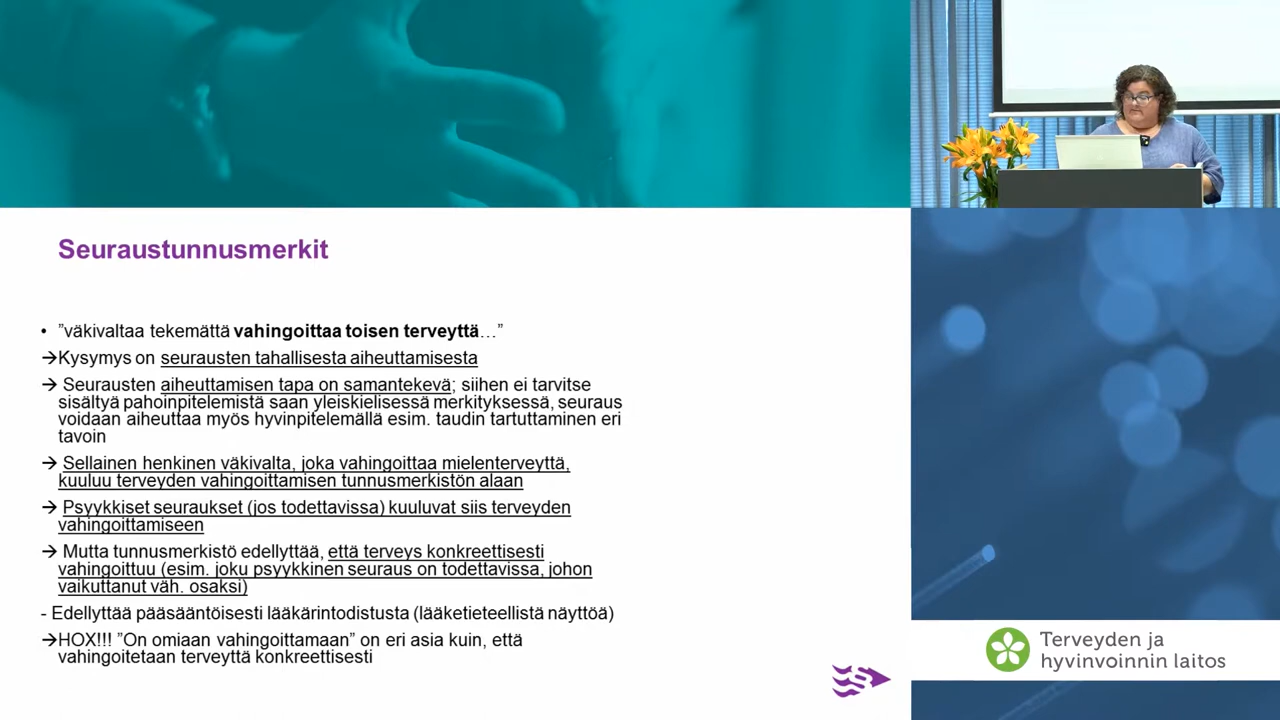 Seuraustunnusmerkit
• ”väkivaltaa tekemättä vahingoittaa toisen terveyttä…”
→Kysymys on seurausten tahallisesta aiheuttamisesta
→ Seurausten aiheuttamisen tapa on samantekevä; siihen ei tarvitse
sisältyä pahoinpitelemistä saan yleiskielisessä merkityksessä, seuraus
voidaan aiheuttaa myös hyvinpitelemällä esim. taudin tartuttaminen eri
tavoin
→ Sellainen henkinen väkivalta, joka vahingoittaa mielenterveyttä,
kuuluu terveyden vahingoittamisen tunnusmerkistön alaan
→ Psyykkiset seuraukset (jos todettavissa) kuuluvat siis terveyden
vahingoittamiseen
→ Mutta tunnusmerkistö edellyttää, että terveys konkreettisesti
vahingoittuu (esim. joku psyykkinen seuraus on todettavissa, johon
vaikuttanut väh. osaksi)
- Edellyttää pääsääntöisesti lääkärintodistusta (lääketieteellistä näyttöä)
→HOX!!! ”On omiaan vahingoittamaan” on eri asia kuin, että
vahingoitetaan terveyttä konkreettisesti
Terveyden ja
hyvinvoinnin laitos